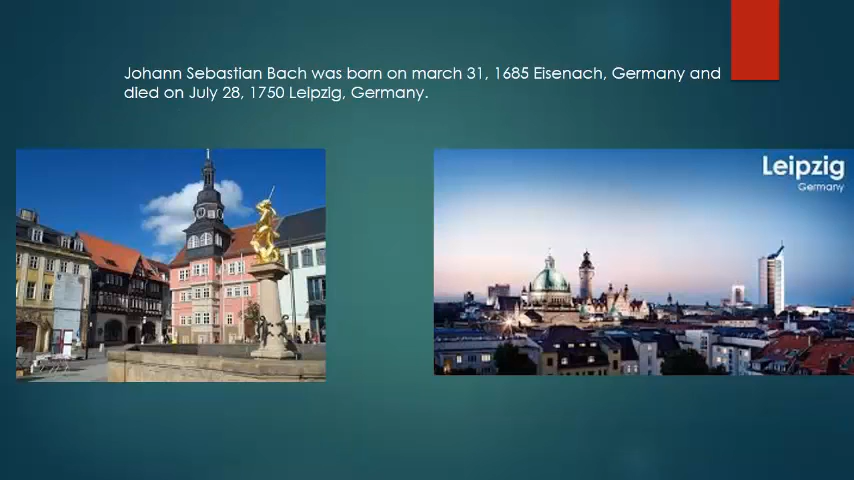 Johann Sebastian Bach was born on march 31, 1685 Eisenach, Germany and
died on July 28, 1750 Leipzig, Germany.
Leipzig
Germany